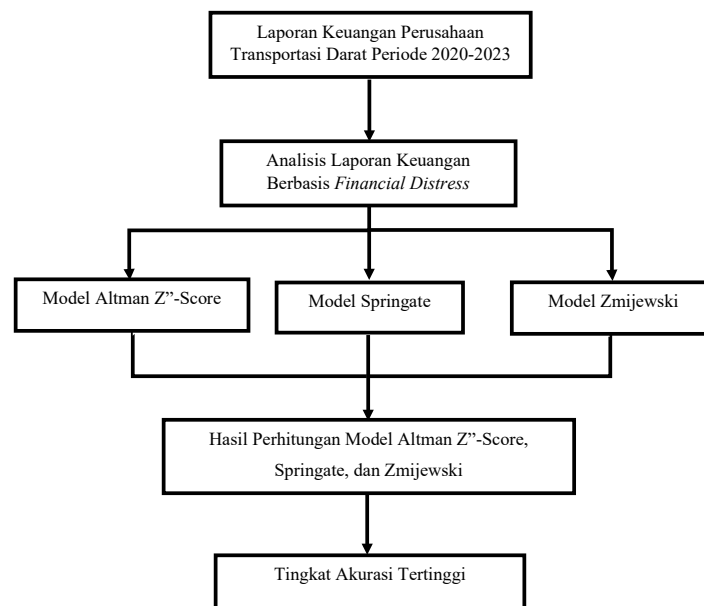 Laporan Keuangan Perusahaan
Transportasi Darat Periode 2020-2023
Analisis Laporan Keuangan
Berbasis Financial Distress
Model Altman Z”-Score
Model Springate
Model Zmijewski
Hasil Perhitungan Model Altman Z”-Score,
Springate, dan Zmijewski
Tingkat Akurasi Tertinggi